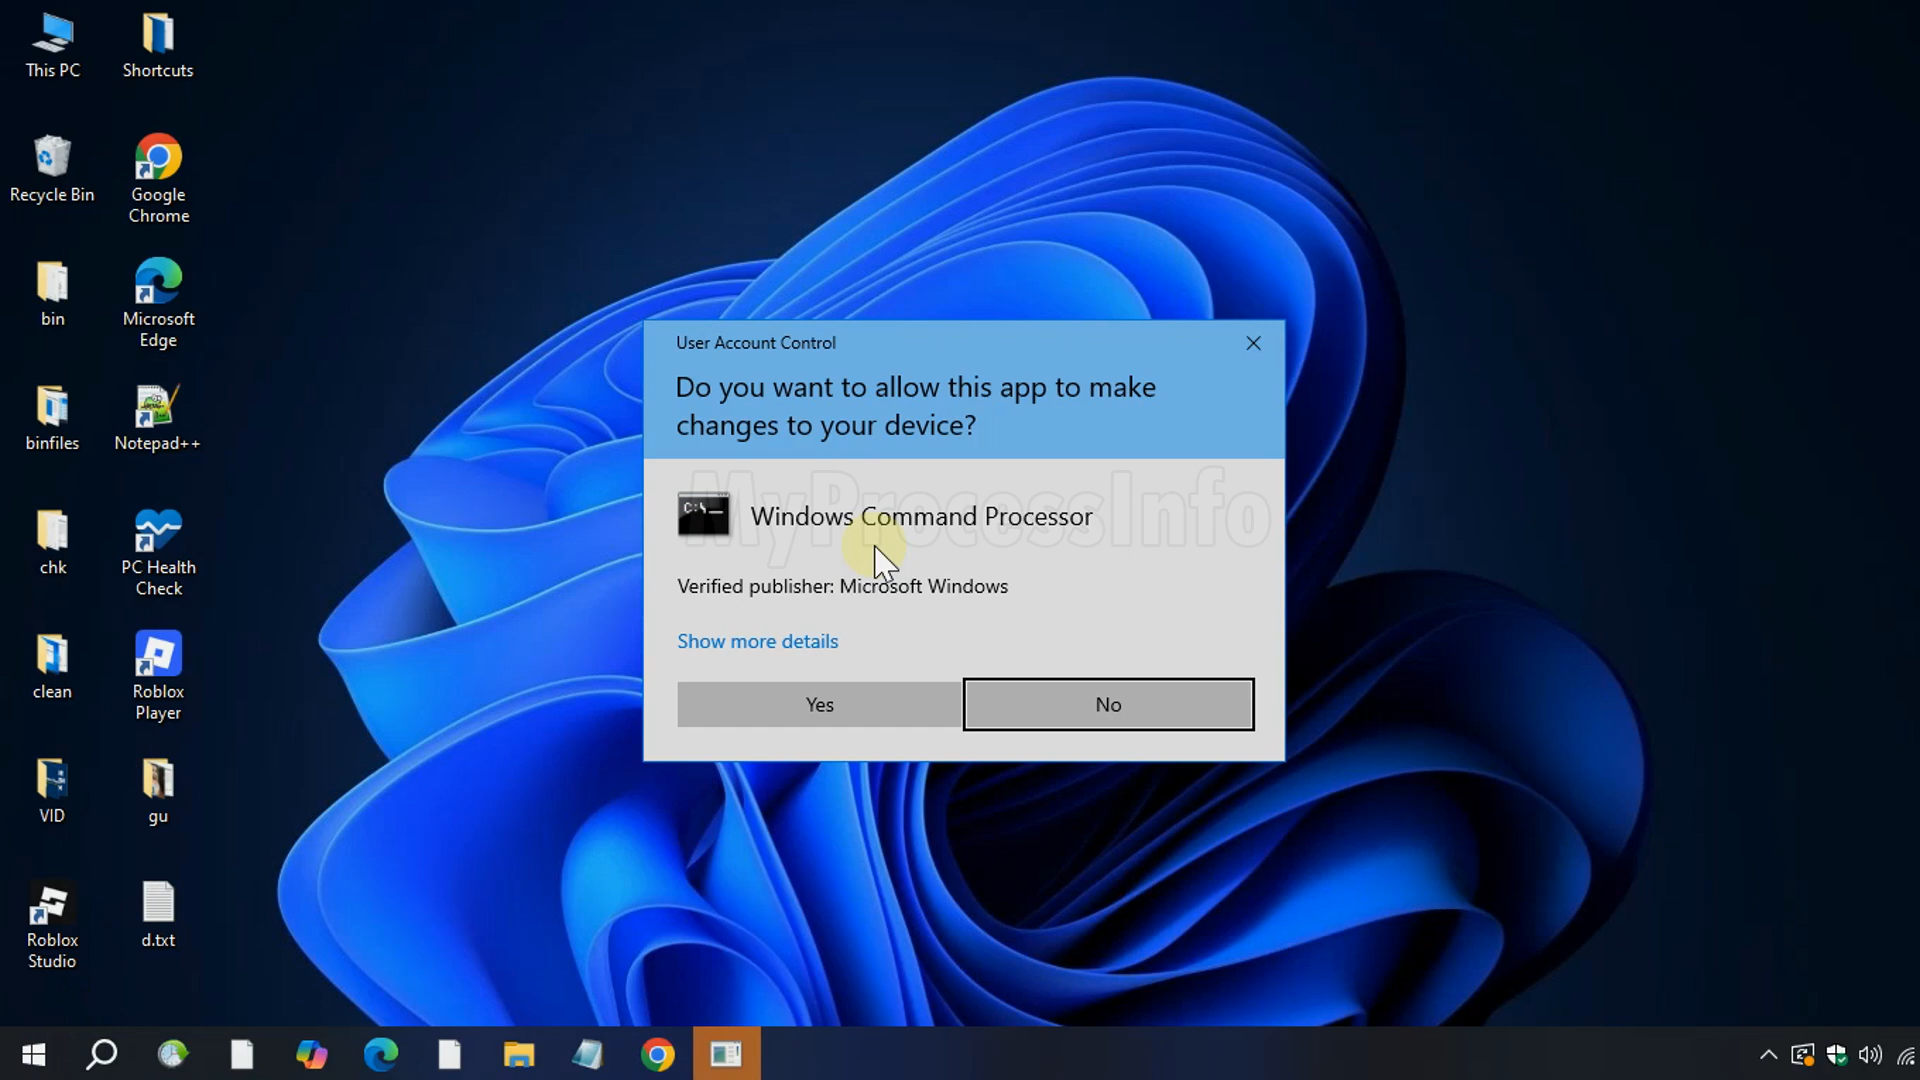 This PC
Shortcuts
Recycle Bin
Google
Chrome
bin
Microsoft
Edge
binfiles
Notepad++
chk
PC Health
Check
clean
Roblox
Player
VID
gu
Roblox
Studio
d.txt
User Account Control
Do you want to allow this app to make
changes to your device?
MyProcessInfo
C:\
Windows Command Processor
Verified publisher: Microsoft Windows
Show more details
Yes
No